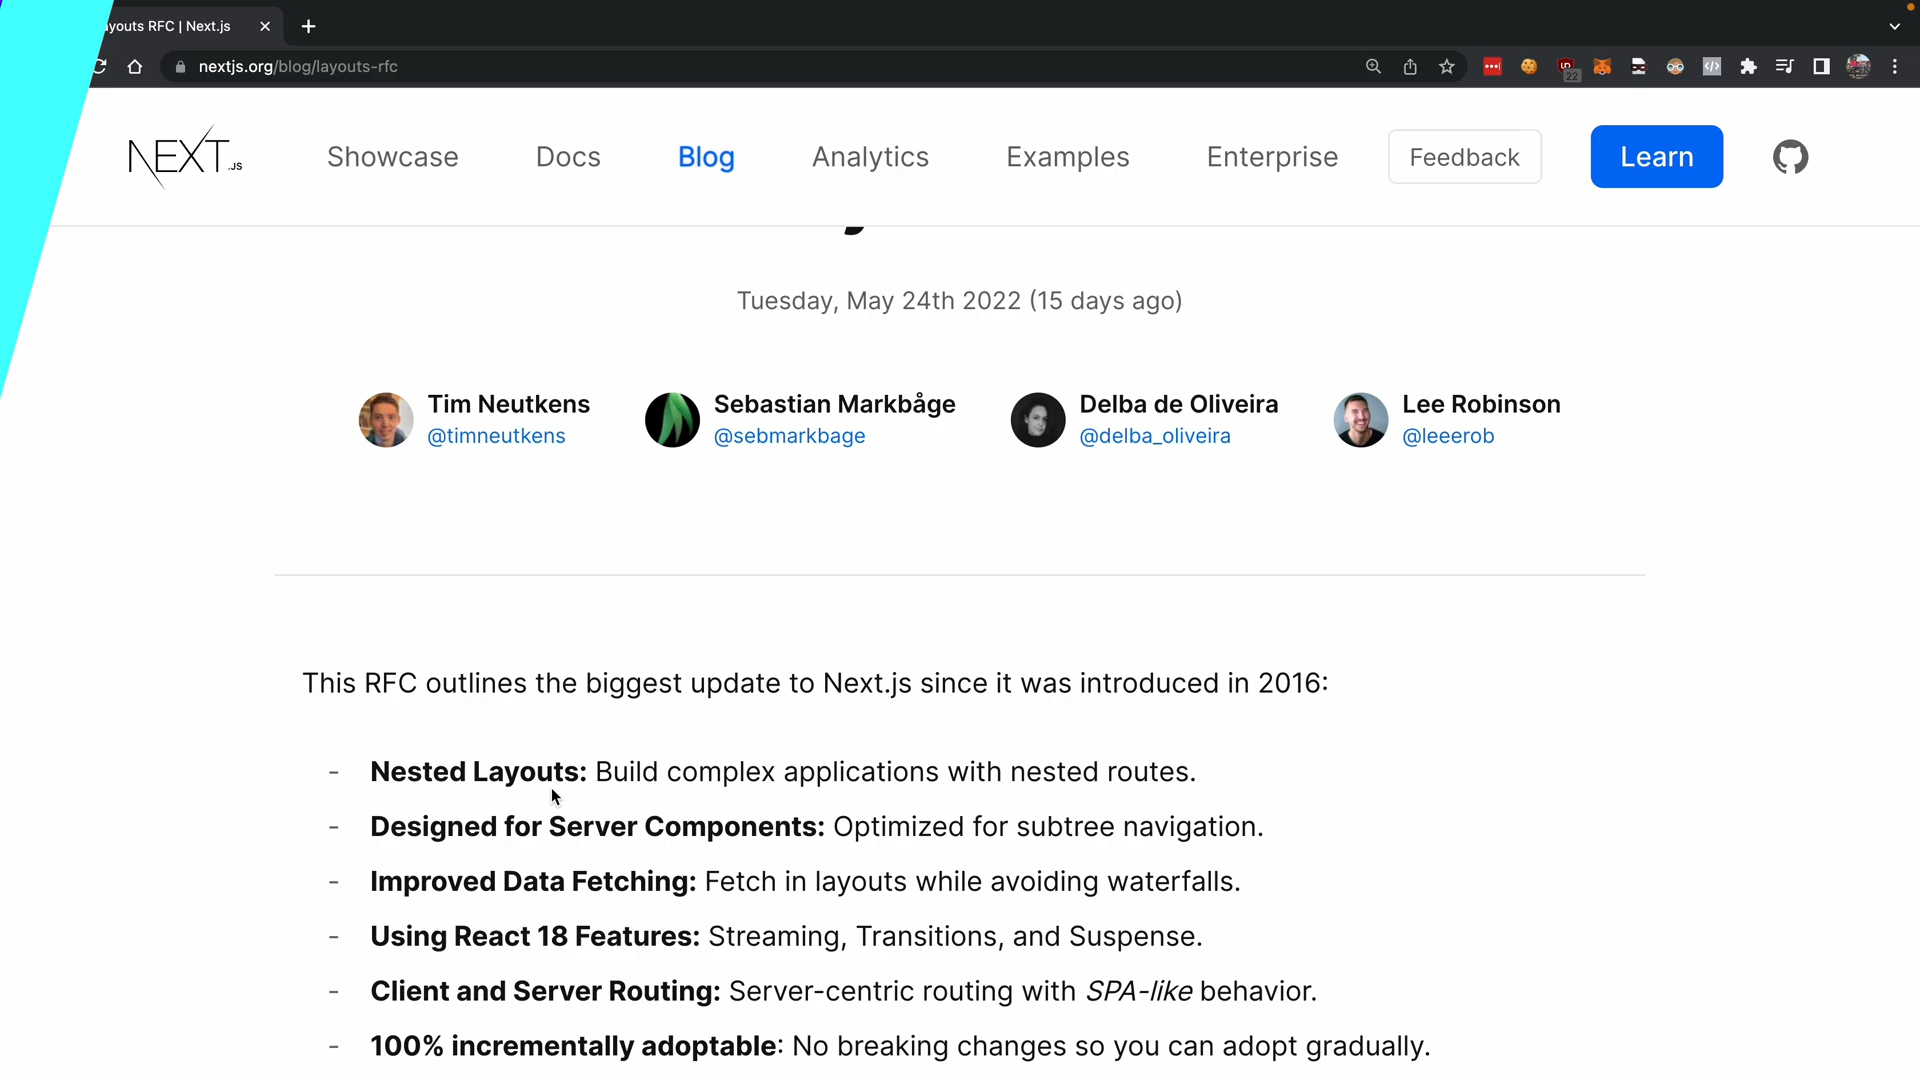 ayouts RFC | Next.js
nextjs.org/blog/layouts-rfc
22
NEXT.JS
Showcase
Docs
Blog
Analytics
Examples
Enterprise
Feedback
Learn
Tuesday, May 24th 2022 (15 days ago)
Tim Neutkens
@timneutkens
Sebastian Markbåge
@sebmarkbage
Delba de Oliveira
@delba_oliveira
Lee Robinson
@leeerob
This RFC outlines the biggest update to Next.js since it was introduced in 2016:
- Nested Layouts: Build complex applications with nested routes.
- Designed for Server Components: Optimized for subtree navigation.
- Improved Data Fetching: Fetch in layouts while avoiding waterfalls.
- Using React 18 Features: Streaming, Transitions, and Suspense.
- Client and Server Routing: Server-centric routing with SPA-like behavior.
- 100% incrementally adoptable: No breaking changes so you can adopt gradually.